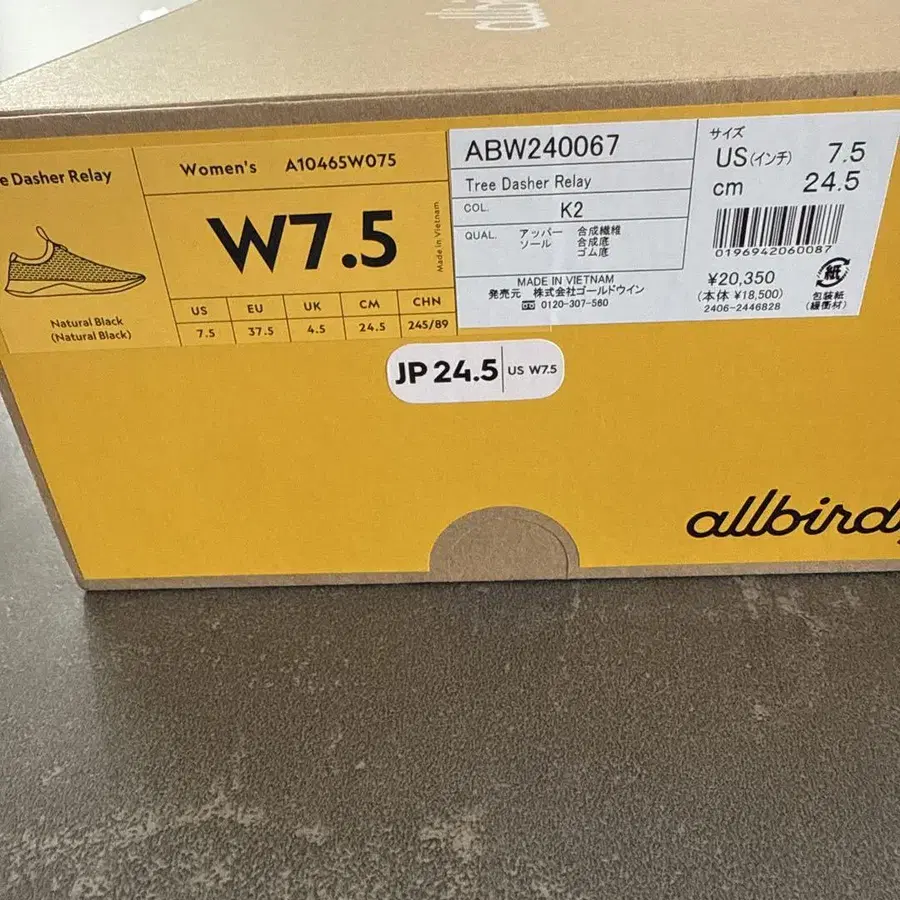 allbir
e Dasher Relay
Natural Black
(Natural Black)
Women's A10465W075
W7.5
Made in Vietnam
US EU UK CM CHN
7.5 37.5 4.5 24.5 245/89
ABW240067
Tree Dasher Relay
COL. K2
QUAL. アッパー 合成繊維
ソール 合成底
ゴム底
MADE IN VIETNAM
発売元 株式会社ゴールドウイン
0120-307-560
サイズ
US(インチ) 7.5
cm 24.5
0196942060087
¥20,350
(本体 ¥18,500)
2406-2446828
紙
包装紙
(緩衝材)
JP 24.5 US W7.5
allbirds